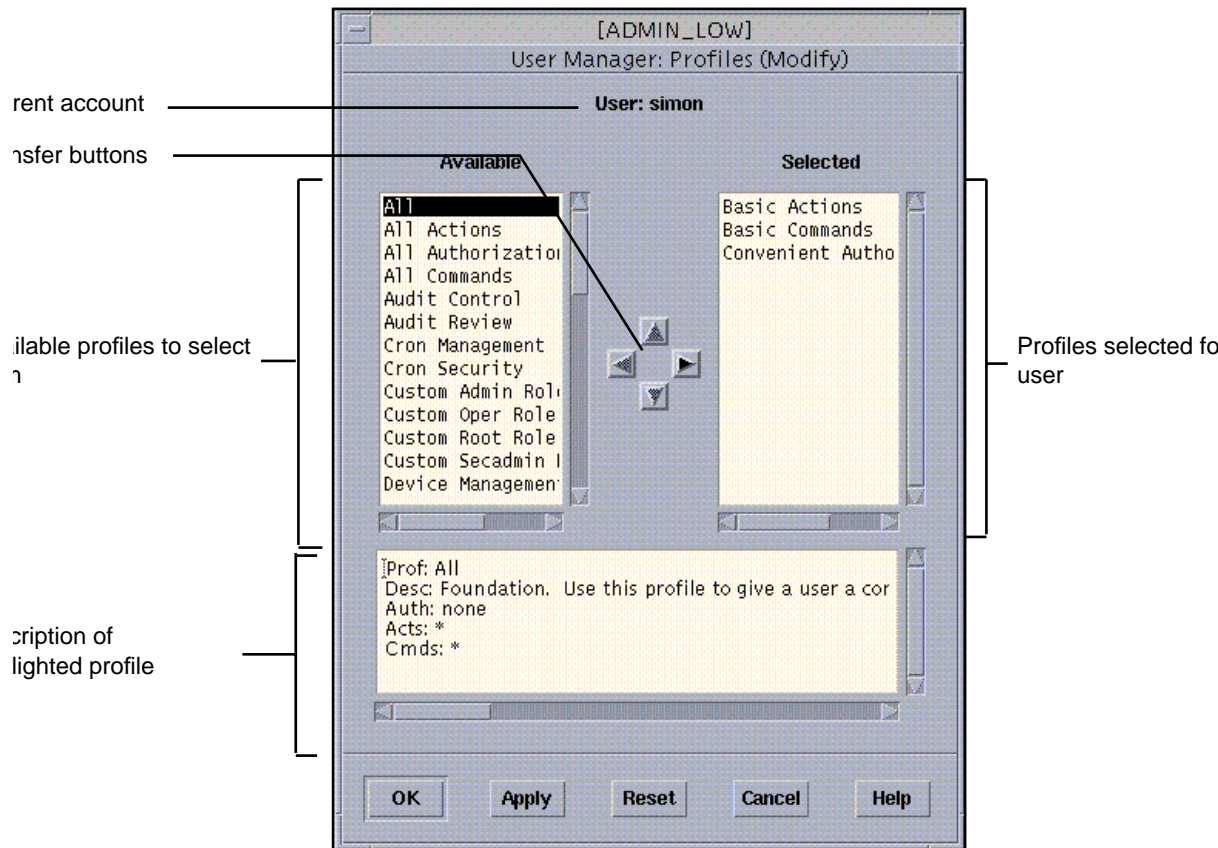 [ADMIN_LOW]
User Manager: Profiles (Modify)
rent account
User: simon
nsfer buttons
Available
Selected
All
All Actions
All Authorization
All Commands
Audit Control
Audit Review
Cron Management
Cron Security
Custom Admin Role
Custom Oper Role
Custom Root Role
Custom Secadmin
Device Managemen
Basic Actions
Basic Commands
Convenient Autho
ilable profiles to select
Profiles selected fo
user
Prof: All
Desc: Foundation. Use this profile to give a user a cor
Auth: none
Acts: *
Cmds: *
cription of
lighted profile
OK
Apply
Reset
Cancel
Help